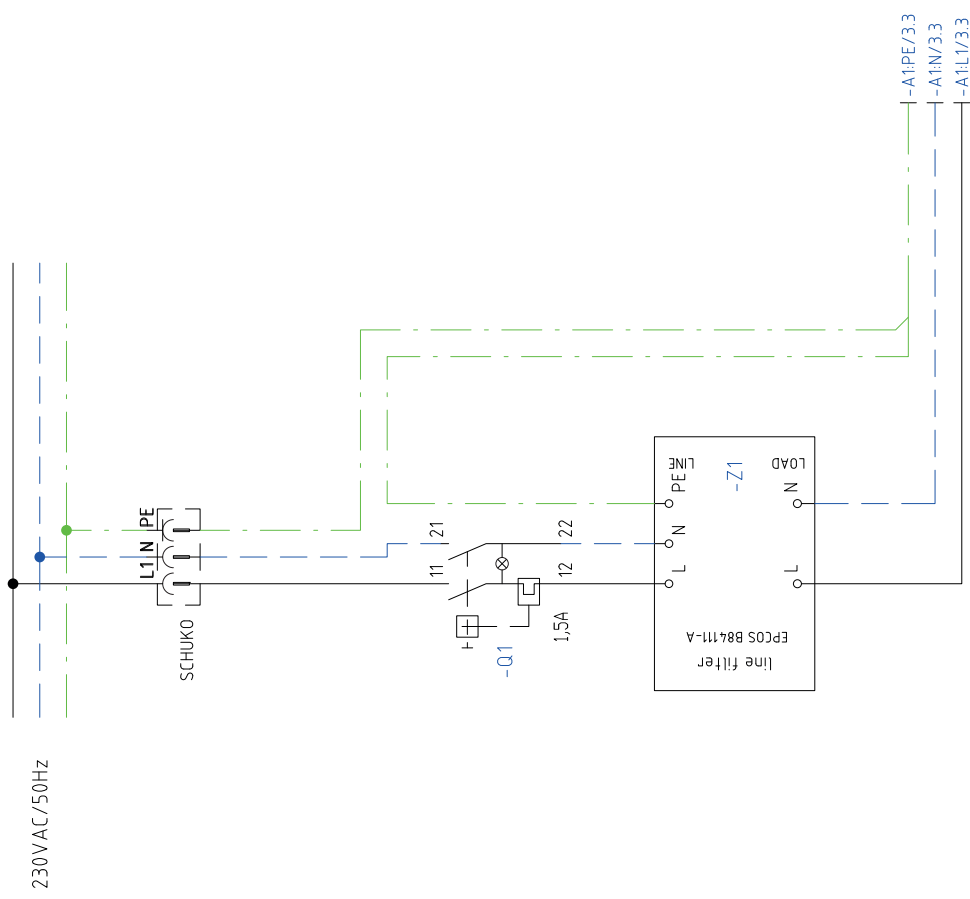 230VAC/50Hz
SCHUKO
L1 N PE
-Q1
11
21
12
22
1,5A
L
N
PE
LINE
-Z1
LOAD
L
N
line filter
EPCOS B84111-A
-A1:PE/3.3
-A1:N/3.3
-A1:L1/3.3